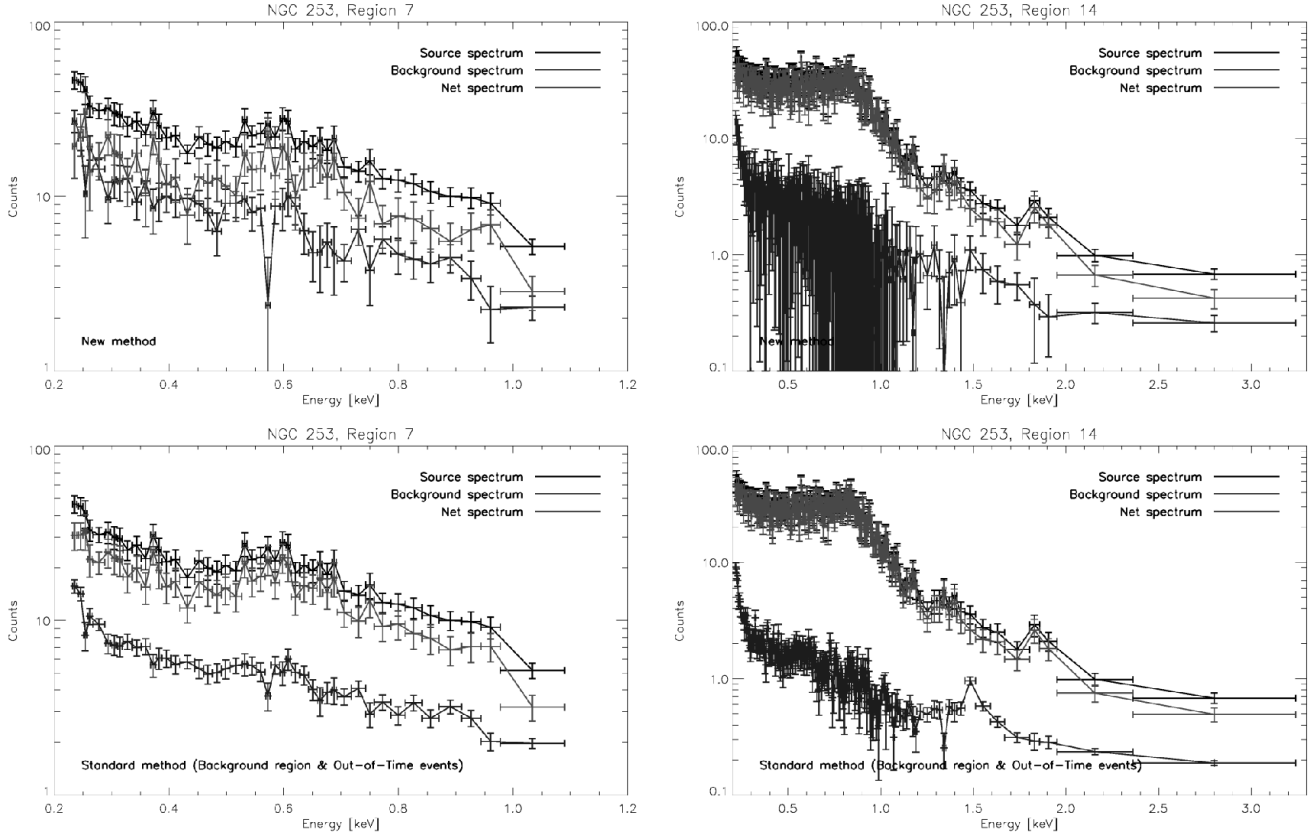 NGC 253, Region 7
100
10
1
Counts
Source spectrum
Background spectrum
Net spectrum
New method
0.2 0.4 0.6 0.8 1.0 1.2
Energy [keV]
NGC 253, Region 14
100.0
10.0
1.0
0.1
Counts
Source spectrum
Background spectrum
Net spectrum
New method
0.5 1.0 1.5 2.0 2.5 3.0
Energy [keV]
NGC 253, Region 7
100
10
1
Counts
Source spectrum
Background spectrum
Net spectrum
Standard method (Background region & Out-of-Time events)
0.2 0.4 0.6 0.8 1.0 1.2
Energy [keV]
NGC 253, Region 14
100.0
10.0
1.0
0.1
Counts
Source spectrum
Background spectrum
Net spectrum
Standard method (Background region & Out-of-Time events)
0.5 1.0 1.5 2.0 2.5 3.0
Energy [keV]